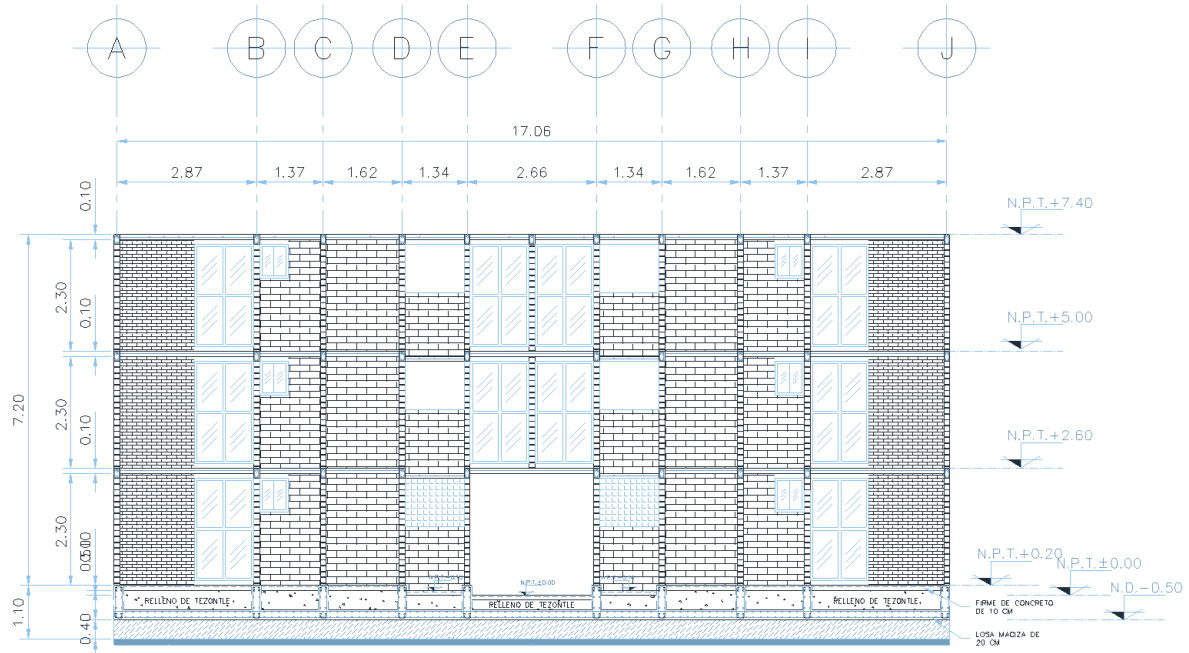 A B C D E F G H I J
17.06
2.87 1.37 1.62 1.34 2.66 1.34 1.62 1.37 2.87
0.10
N.P.T.+7.40
2.30
0.10
N.P.T.+5.00
7.20
2.30
0.10
N.P.T.+2.60
2.30
N.P.T.+0.20
N.P.T.±0.00
N.P.T.±0.00
N.D.-0.50
RELLENO DE TEZONTLE
RELLENO DE TEZONTLE
RELLENO DE TEZONTLE
FIRME DE CONCRETO
DE 10 CM
1.10
0.40
LOSA MACIZA DE
20 CM